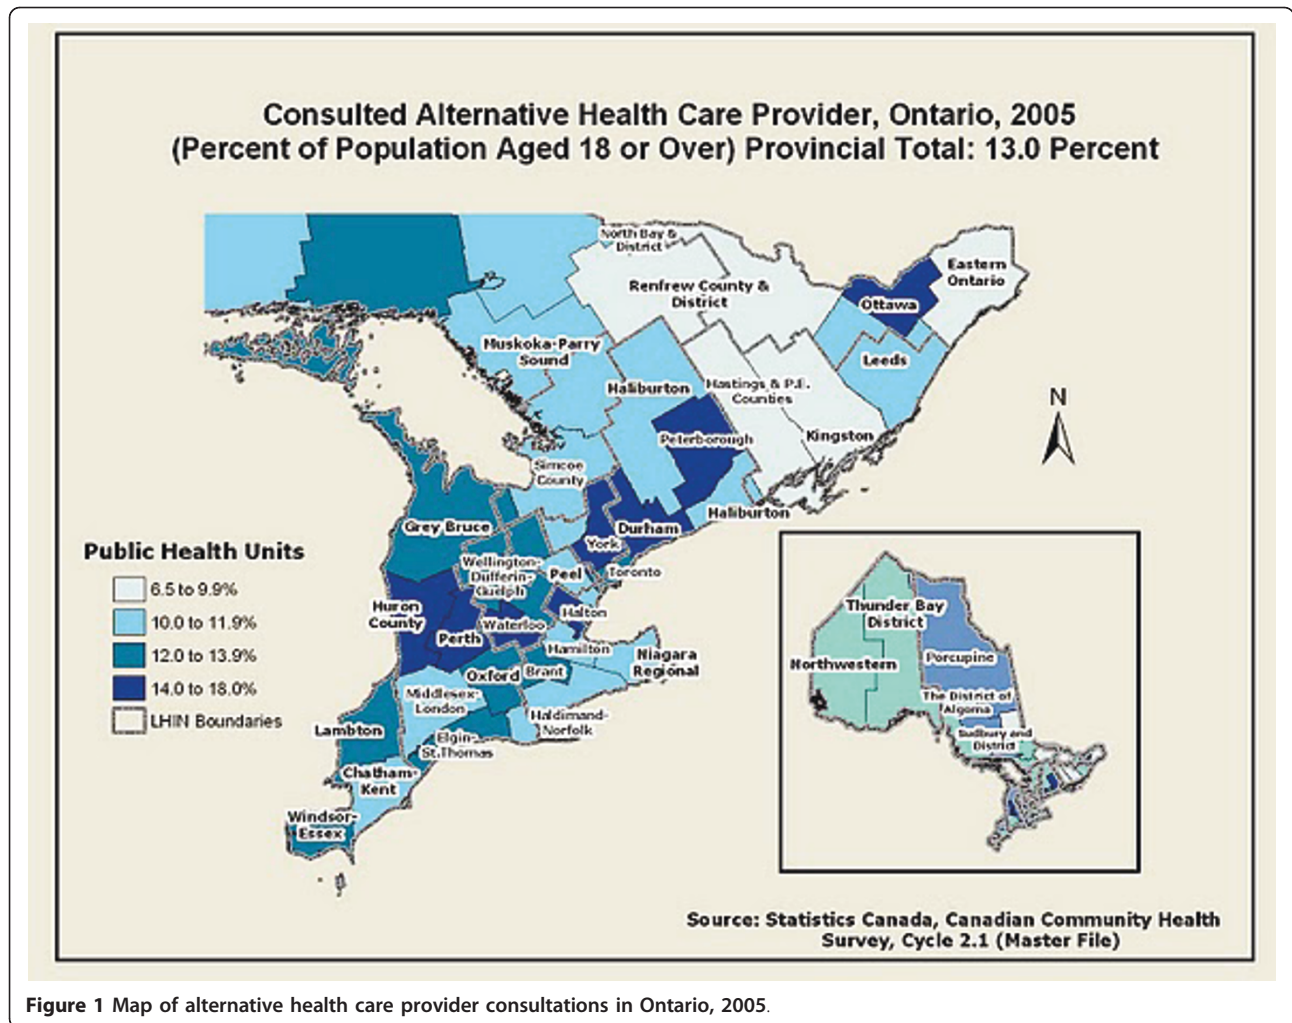 Consulted Alternative Health Care Provider, Ontario, 2005
(Percent of Population Aged 18 or Over) Provincial Total: 13.0 Percent
North Bay &
District
Renfrew County &
District
Eastern
Ontario
Ottawa
Muskoka-Parry
Sound
Leeds
Haliburton
Hastings & P.E.
Counties
N
Peterborough
Kingston
Simcoe
County
Haliburton
Grey Bruce
Durham
York
Public Health Units
6.5 to 9.9%
10.0 to 11.9%
12.0 to 13.9%
14.0 to 18.0%
LHIN Boundaries
Wellington-
Dufferin-
Guelph
Peel
Toronto
Huron
County
Halton
Perth
Waterloo
Hamilton
Niagara
Regional
Oxford
Brant
Middlesex-
London
Haldimand-
Norfolk
Lambton
Elgin-
St.Thomas
Chatham-
Kent
Windsor-
Essex
Thunder Bay
District
Northwestern
Porcupine
The District of
Algoma
Sudbury and
District
Source: Statistics Canada, Canadian Community Health
Survey, Cycle 2.1 (Master File)
Figure 1 Map of alternative health care provider consultations in Ontario, 2005.